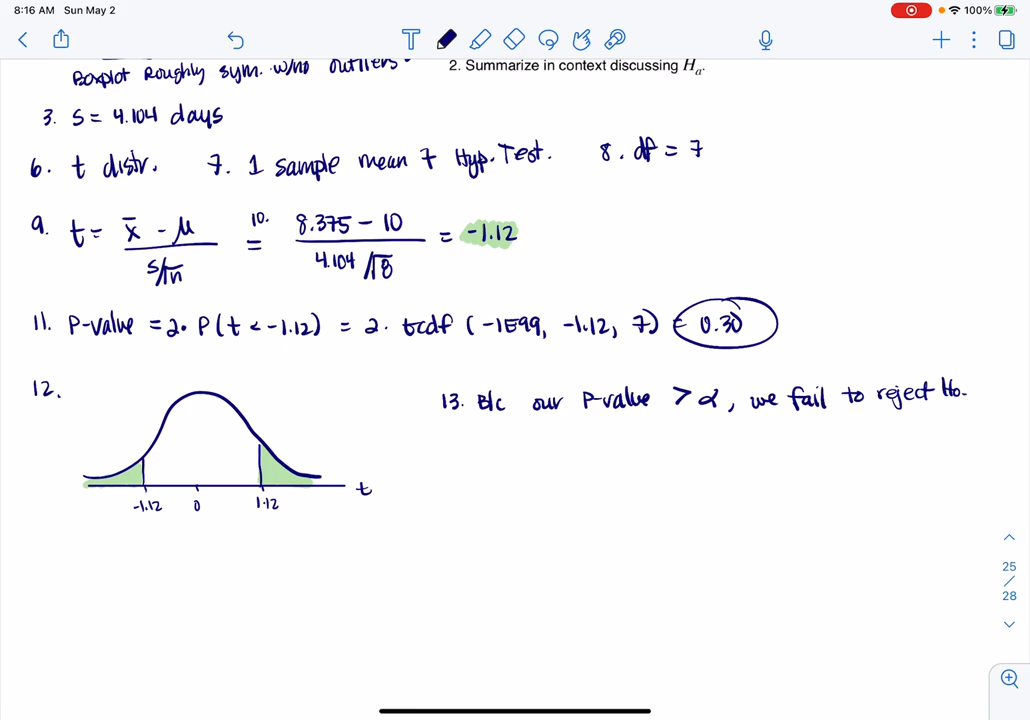 8:16 AM Sun May 2
100%
T
Boxplot Roughly sym. w/no outliers.
2. Summarize in context discussing Ha.
3. s = 4.104 days
6. t distr. 7. 1 sample mean t Hyp. Test. 8. df = 7
9. t = x̄ - μ / s/√n 10. = 8.375 - 10 / 4.104/√8 = -1.12
11. P-value = 2 · P(t < -1.12) = 2 · tcdf (-1E99, -1.12, 7) = 0.30
12.
13. B/c our P-value > α, we fail to reject Ho.
t
-1.12 0 1.12
25
/
28